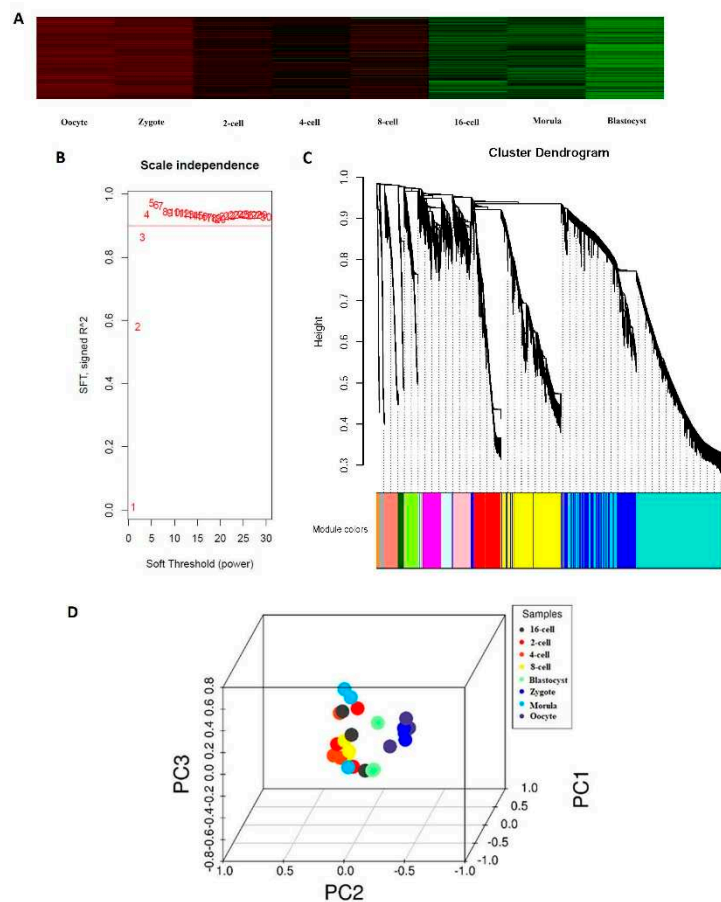 A
Oocyte Zygote 2-cell 4-cell 8-cell 16-cell Morula Blastocyst
B
Scale independence
SFT, signed R^2
1.0
0.8
0.6
0.4
0.2
0.0
1
2
3
4
5
67
0 5 10 15 20 25 30
Soft Threshold (power)
C
Cluster Dendrogram
Height
1.0
0.9
0.8
0.7
0.6
0.5
0.4
0.3
Module colors
D
Samples
16-cell
2-cell
4-cell
8-cell
Blastocyst
Zygote
Morula
Oocyte
PC3
0.8
0.6
0.4
0.2
0.0
-0.2
-0.4
-0.6
-0.8
1.0 0.5 0.0 -0.5 -1.0
PC2
1.0
0.5
0.0
-0.5
-1.0
PC1